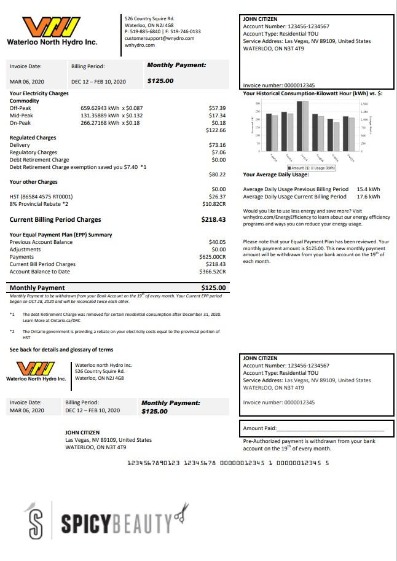 Waterloo North Hydro Inc.
526 Country Squire Rd.
Waterloo, ON N2J 4G8
P: 519-885-6840 | F: 519-746-0133
customersupport@wnhydro.com
wnhydro.com
JOHN CITIZEN
Account Number: 123456-1234567
Account Type: Residential TOU
Service Address: Las Vegas, NV 89109, United States
WATERLOO, ON N3T 4T9
Invoice number: 000012345
Invoice Date:
Billing Period:
Monthly Payment:
MAR 06, 2020
DEC 12 – FEB 10, 2020
$125.00
Your Electricity Charges
Commodity
Off-Peak 659.62943 kWh x $0.087 $57.39
Mid-Peak 131.35889 kWh x $0.132 $17.34
On-Peak 266.27168 kWh x $0.18 $0.18
$122.66
Regulated Charges
Delivery $73.16
Regulatory Charges $7.06
Debt Retirement Charge $0.00
Debt Retirement Charge exemption saved you $7.40 *1
$80.22
Your other Charges
$0.00
HST (86584 4575 RT0001) $26.37
8% Provincial Rebate *2 $10.82CR
Current Billing Period Charges $218.43
Your Equal Payment Plan (EPP) Summary
Previous Account Balance $40.05
Adjustments $0.00
Payments $625.00CR
Current Bill Period Charges $218.43
Account Balance to Date $366.52CR
Monthly Payment $125.00
Monthly Payment to be withdrawn from your Bank Account on the 19th of every month. Your Current EPP period
began on Oct 28, 2020, and will be reconciled twice each other.
*1 The debt Retirement Charge was removed for certain residential consumption after December 31, 2020.
Learn More at Ontario.ca/DRC
*2 The Ontario government is providing a rebate on your electricity costs equal to the provincial portion of
HST
See back for details and glossary of terms
Your Historical Consumption-Kilowatt Hour (kWh) vs. $:
Your Average Daily Usage:
Average Daily Usage Previous Billing Period 15.4 kWh
Average Daily Usage Current Billing Period 17.6 kWh
Would you like to use less energy and save more? Visit
wnhydro.com/EnergyEfficiency to learn about our energy efficiency
programs and ways you can reduce your energy usage.
Please note that your Equal Payment Plan has been reviewed. Your
monthly payment amount is $125.00. This new monthly payment
amount will be withdrawn from your bank account on the 19th of
each month.
Waterloo North Hydro Inc.
Waterloo north Hydro Inc.
526 Country Squire Rd.
Waterloo, ON N2J 4G8
JOHN CITIZEN
Account Number: 123456-1234567
Account Type: Residential TOU
Service Address: Las Vegas, NV 89109, United States
WATERLOO, ON N3T 4T9
Invoice number: 000012345
Invoice Date:
Billing Period:
Monthly Payment:
MAR 06, 2020
DEC 12 – FEB 10, 2020
$125.00
Amount Paid:
JOHN CITIZEN
Las Vegas, NV 89109, United States
WATERLOO, ON N3T 4T9
Pre-Authorized payment is withdrawn from your bank
account on the 19th of every month.
1234567890123 12345678 00000012345 1 00000012345 5
SPICYBEAUTY